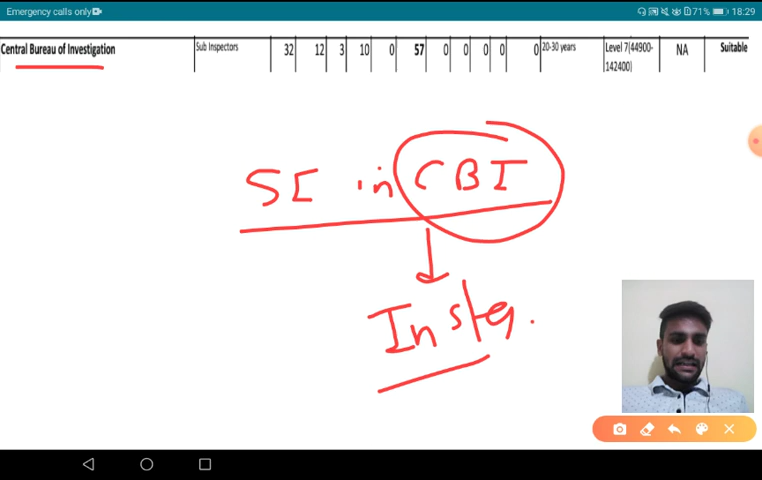 Emergency calls only
71% 18:29
Central Bureau of Investigation Sub Inspectors 32 12 3 10 0 57 0 0 0 0 0 20-30 years Level 7(44900- NA Suitable
142400)
SI in CBI